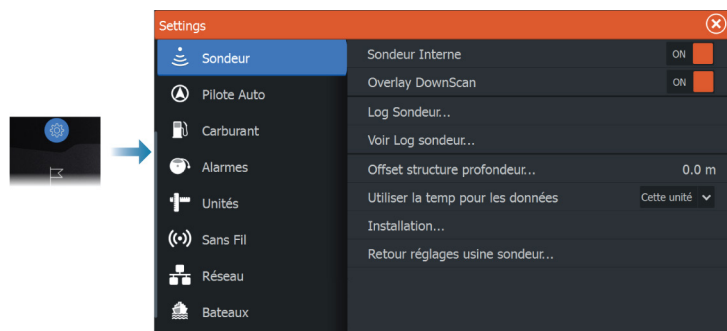 Settings
Sondeur
Pilote Auto
Carburant
Alarmes
Unités
Sans Fil
Réseau
Bateaux
Sondeur Interne ON
Overlay DownScan ON
Log Sondeur...
Voir Log sondeur...
Offset structure profondeur... 0.0 m
Utiliser la temp pour les données Cette unité
Installation...
Retour réglages usine sondeur...